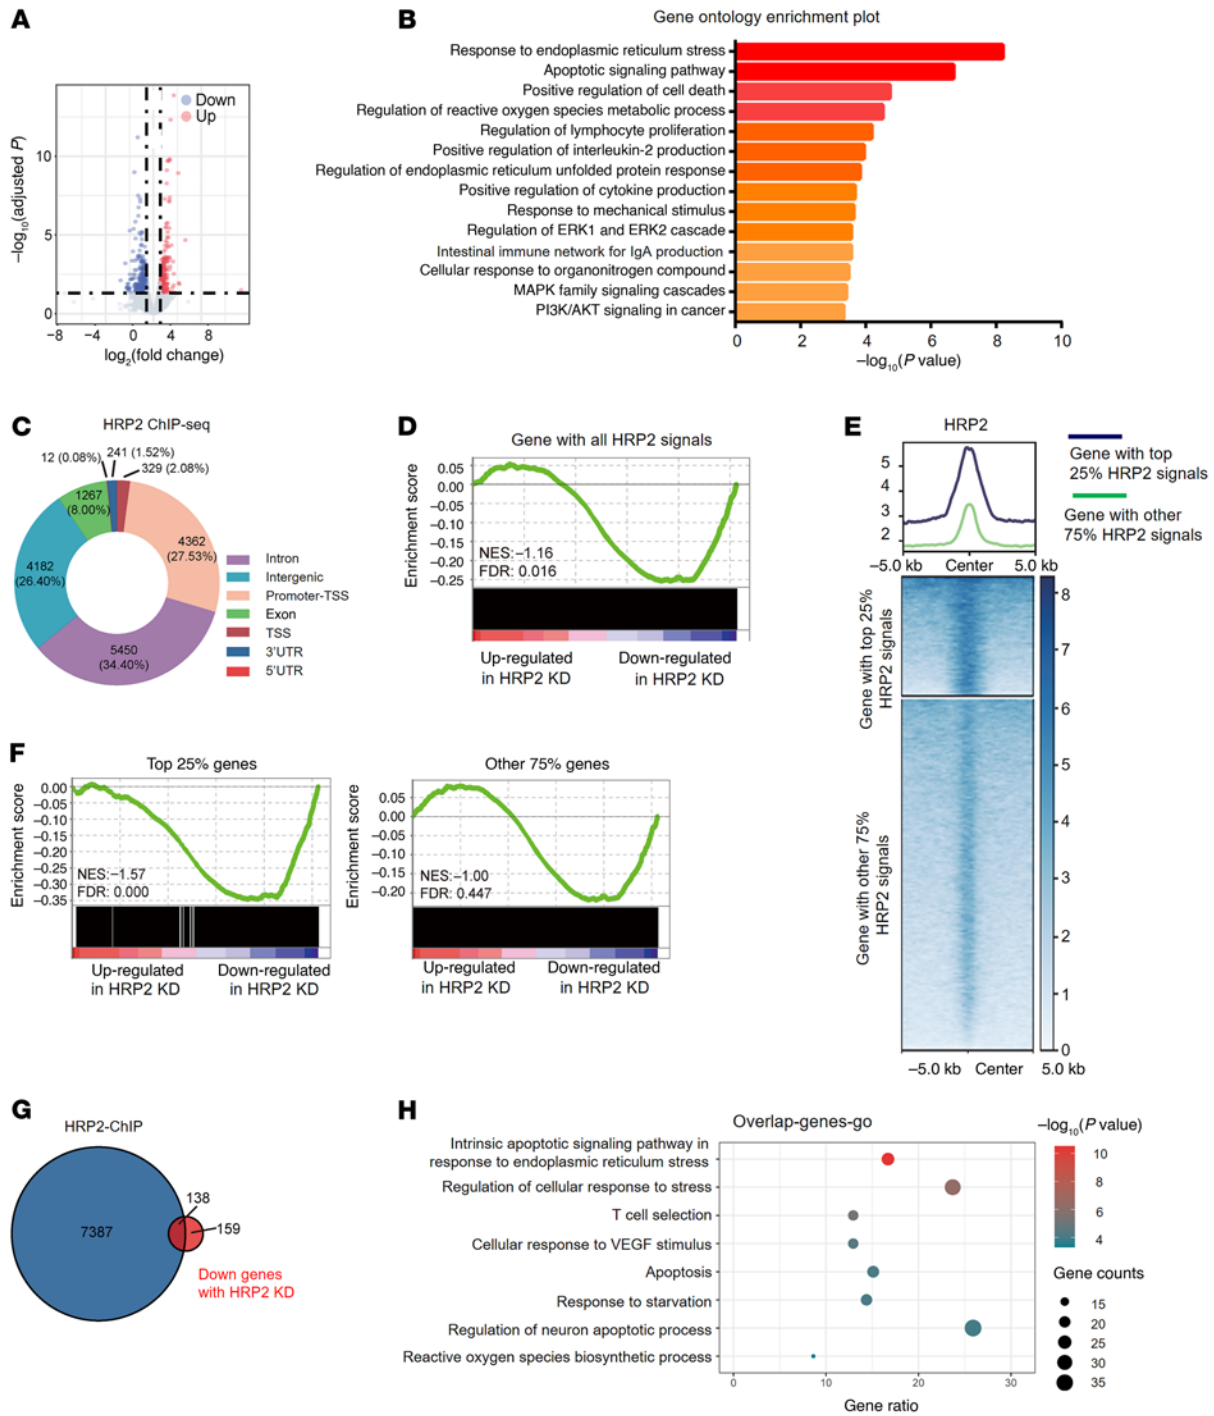 A
Down
Up
10
5
0
−8
−4
0
4
8
−log10(adjusted P)
log2(fold change)
B
Gene ontology enrichment plot
Response to endoplasmic reticulum stress
Apoptotic signaling pathway
Positive regulation of cell death
Regulation of reactive oxygen species metabolic process
Regulation of lymphocyte proliferation
Positive regulation of interleukin-2 production
Regulation of endoplasmic reticulum unfolded protein response
Positive regulation of cytokine production
Response to mechanical stimulus
Regulation of ERK1 and ERK2 cascade
Intestinal immune network for IgA production
Cellular response to organonitrogen compound
MAPK family signaling cascades
PI3K/AKT signaling in cancer
0
2
4
6
8
10
−log10(P value)
C
HRP2 ChIP-seq
12 (0.08%)
241 (1.52%)
329 (2.08%)
1267
(8.00%)
4362
(27.53%)
4182
(26.40%)
5450
(34.40%)
Intron
Intergenic
Promoter-TSS
Exon
TSS
3'UTR
5'UTR
D
Gene with all HRP2 signals
Enrichment score
0.05
0.00
−0.05
−0.10
−0.15
−0.20
−0.25
NES:−1.16
FDR: 0.016
Up-regulated
in HRP2 KD
Down-regulated
in HRP2 KD
E
HRP2
5
4
3
2
−5.0 kb
Center
5.0 kb
Gene with top
25% HRP2 signals
Gene with other
75% HRP2 signals
Gene with top 25%
HRP2 signals
Gene with other 75%
HRP2 signals
8
7
6
5
4
3
2
1
0
−5.0 kb
Center
5.0 kb
F
Top 25% genes
Enrichment score
0.00
−0.05
−0.10
−0.15
−0.20
−0.25
−0.30
−0.35
NES:−1.57
FDR: 0.000
Up-regulated
in HRP2 KD
Down-regulated
in HRP2 KD
Other 75% genes
Enrichment score
0.05
0.00
−0.05
−0.10
−0.15
−0.20
NES:−1.00
FDR: 0.447
Up-regulated
in HRP2 KD
Down-regulated
in HRP2 KD
G
HRP2-ChIP
7387
138
159
Down genes
with HRP2 KD
H
Overlap-genes-go
Intrinsic apoptotic signaling pathway in
response to endoplasmic reticulum stress
Regulation of cellular response to stress
T cell selection
Cellular response to VEGF stimulus
Apoptosis
Response to starvation
Regulation of neuron apoptotic process
Reactive oxygen species biosynthetic process
0
10
20
30
Gene ratio
−log10(P value)
10
8
6
4
Gene counts
15
20
25
30
35